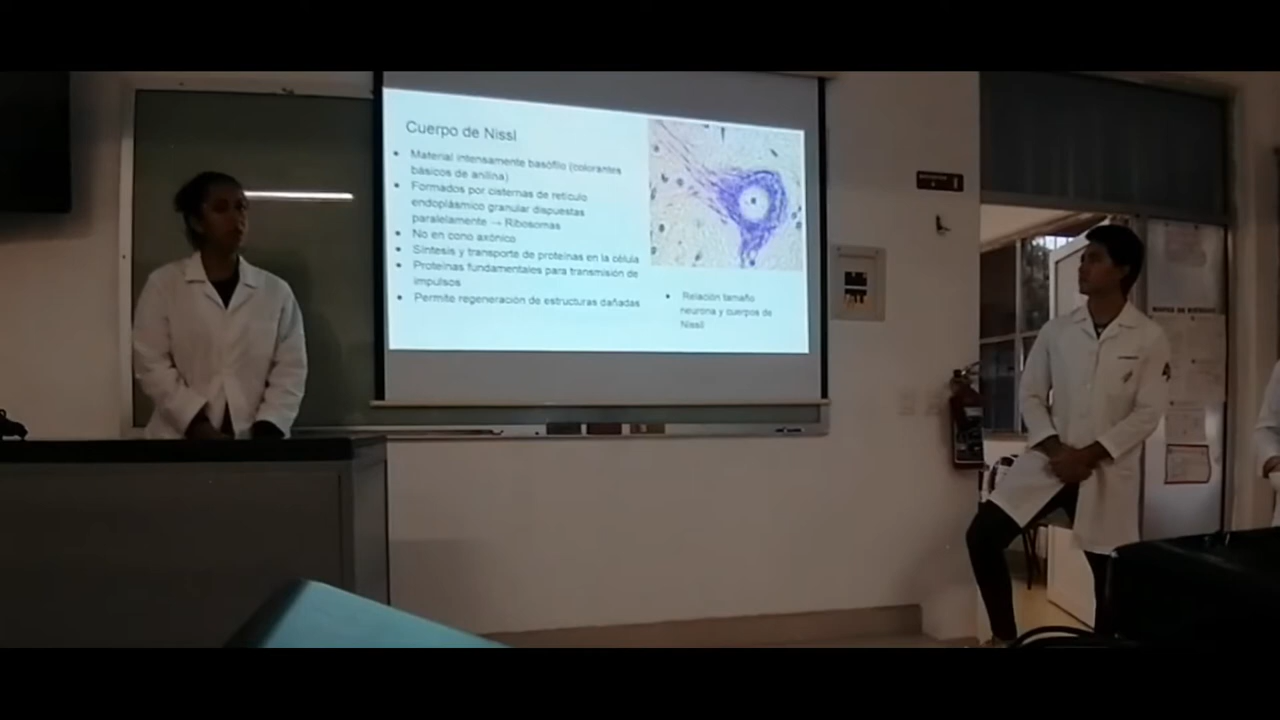 Cuerpo de Nissl
Material intensamente basófilo (colorantes
básicos de anilina)
Formados por cisternas de retículo
endoplásmico granular dispuestas
paralelamente → Ribosomas
No en cono axónico
Síntesis y transporte de proteínas en la célula
Proteínas fundamentales para transmisión de
impulsos
Permite regeneración de estructuras dañadas
Relación tamaño
neurona y cuerpos de
Nissl